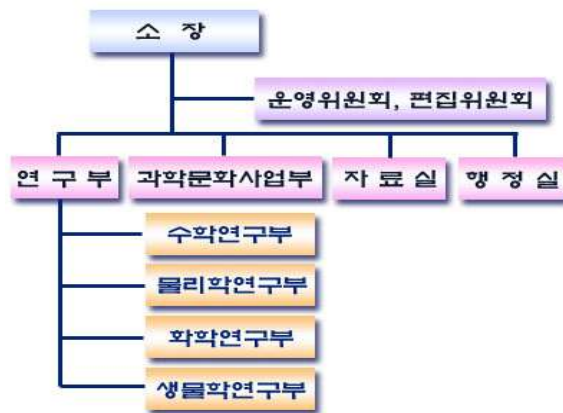 소 장
운영위원회, 편집위원회
연 구 부 과학문화사업부 자 료 실 행 정 실
수학연구부
물리학연구부
화학연구부
생물학연구부